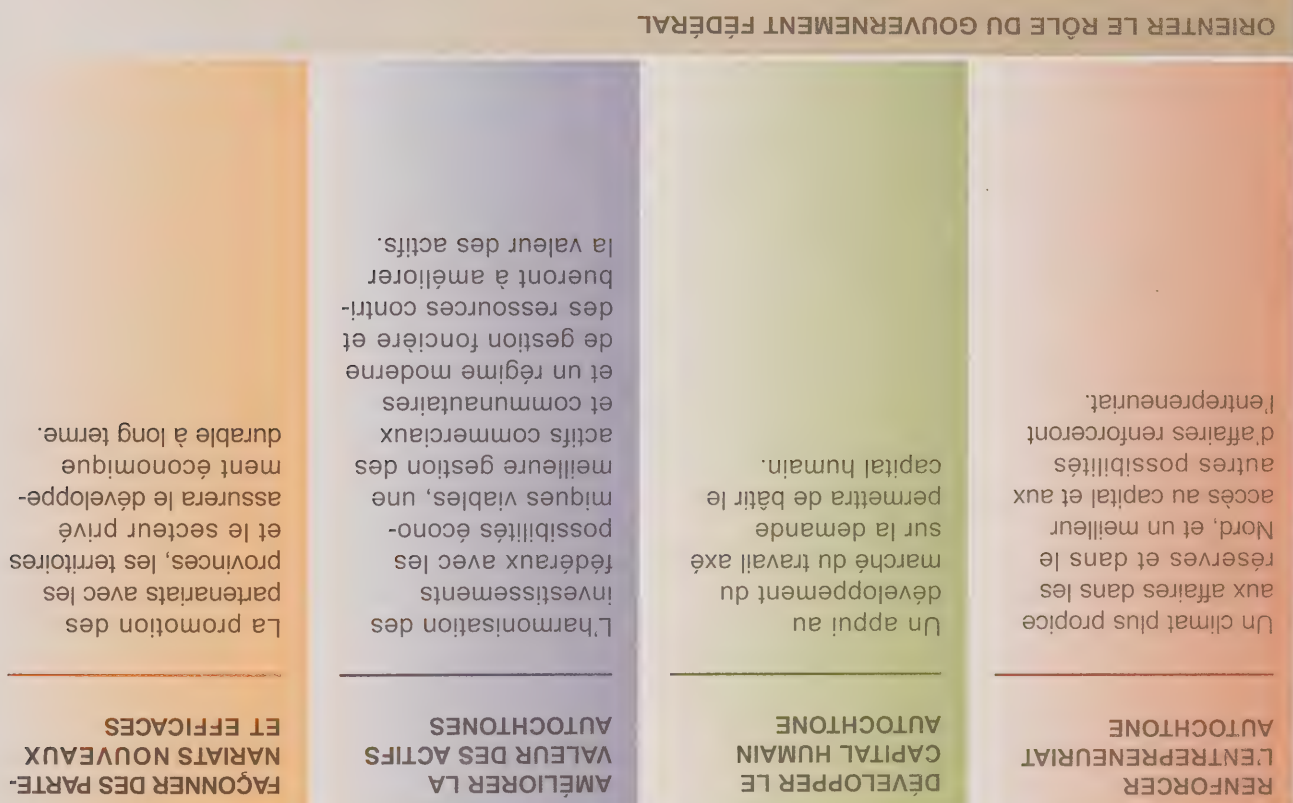 RENFORCER
L'ENTREPRENEURIAT
AUTOCHTONE
Un climat plus propice
aux affaires dans les
réserves et dans le
Nord, et un meilleur
accès au capital et aux
autres possibilités
d'affaires renforceront
l'entrepreneuriat.
DÉVELOPPER LE
CAPITAL HUMAIN
AUTOCHTONE
Un appui au
développement du
marché du travail axé
sur la demande
permettra de bâtir le
capital humain.
AMÉLIORER LA
VALEUR DES ACTIFS
AUTOCHTONES
L'harmonisation des
investissements
fédéraux avec les
possibilités écono-
miques viables, une
meilleure gestion des
actifs commerciaux
et communautaires
et un régime moderne
de gestion foncière et
des ressources contri-
bueront à améliorer
la valeur des actifs.
FAÇONNER DES PARTE-
NARIATS NOUVEAUX
ET EFFICACES
La promotion des
partenariats avec les
provinces, les territoires
et le secteur privé
assurera le développe-
ment économique
durable à long terme.
ORIENTER LE RÔLE DU GOUVERNEMENT FÉDÉRAL